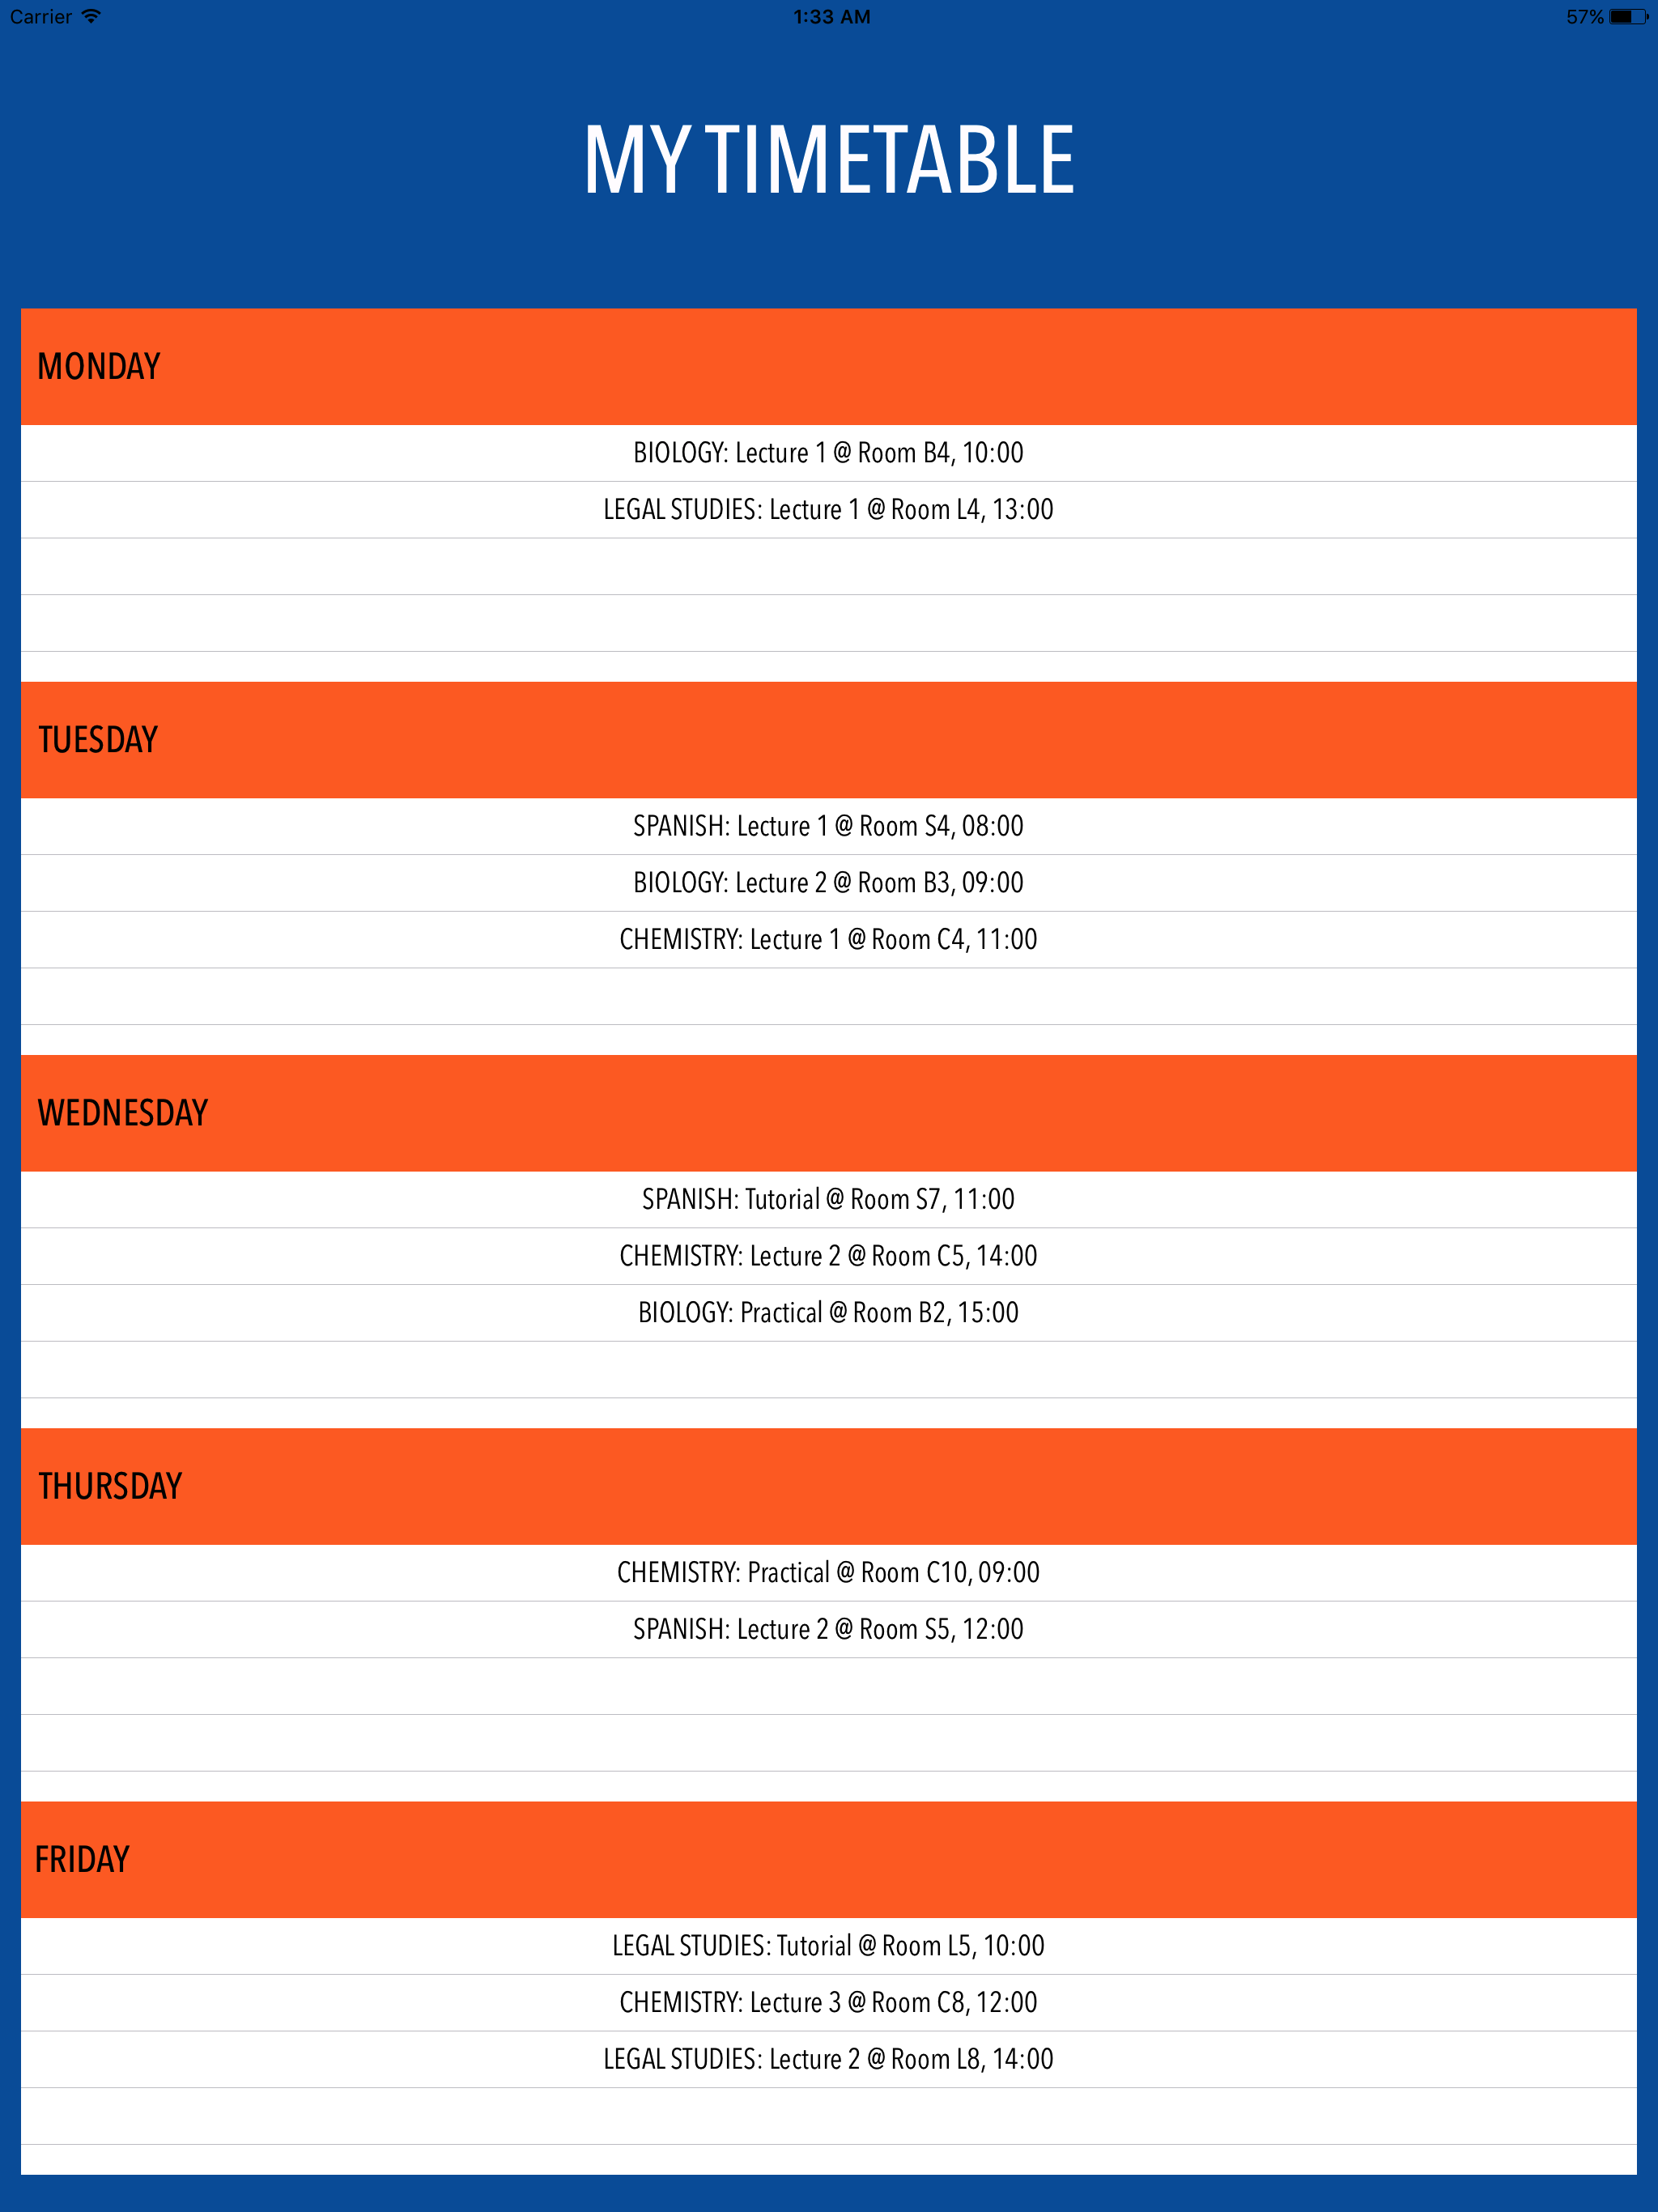 Carrier
1:33 AM
57%
MY TIMETABLE
MONDAY
BIOLOGY: Lecture 1 @ Room B4, 10:00
LEGAL STUDIES: Lecture 1 @ Room L4, 13:00
TUESDAY
SPANISH: Lecture 1 @ Room S4, 08:00
BIOLOGY: Lecture 2 @ Room B3, 09:00
CHEMISTRY: Lecture 1 @ Room C4, 11:00
WEDNESDAY
SPANISH: Tutorial @ Room S7, 11:00
CHEMISTRY: Lecture 2 @ Room C5, 14:00
BIOLOGY: Practical @ Room B2, 15:00
THURSDAY
CHEMISTRY: Practical @ Room C10, 09:00
SPANISH: Lecture 2 @ Room S5, 12:00
FRIDAY
LEGAL STUDIES: Tutorial @ Room L5, 10:00
CHEMISTRY: Lecture 3 @ Room C8, 12:00
LEGAL STUDIES: Lecture 2 @ Room L8, 14:00